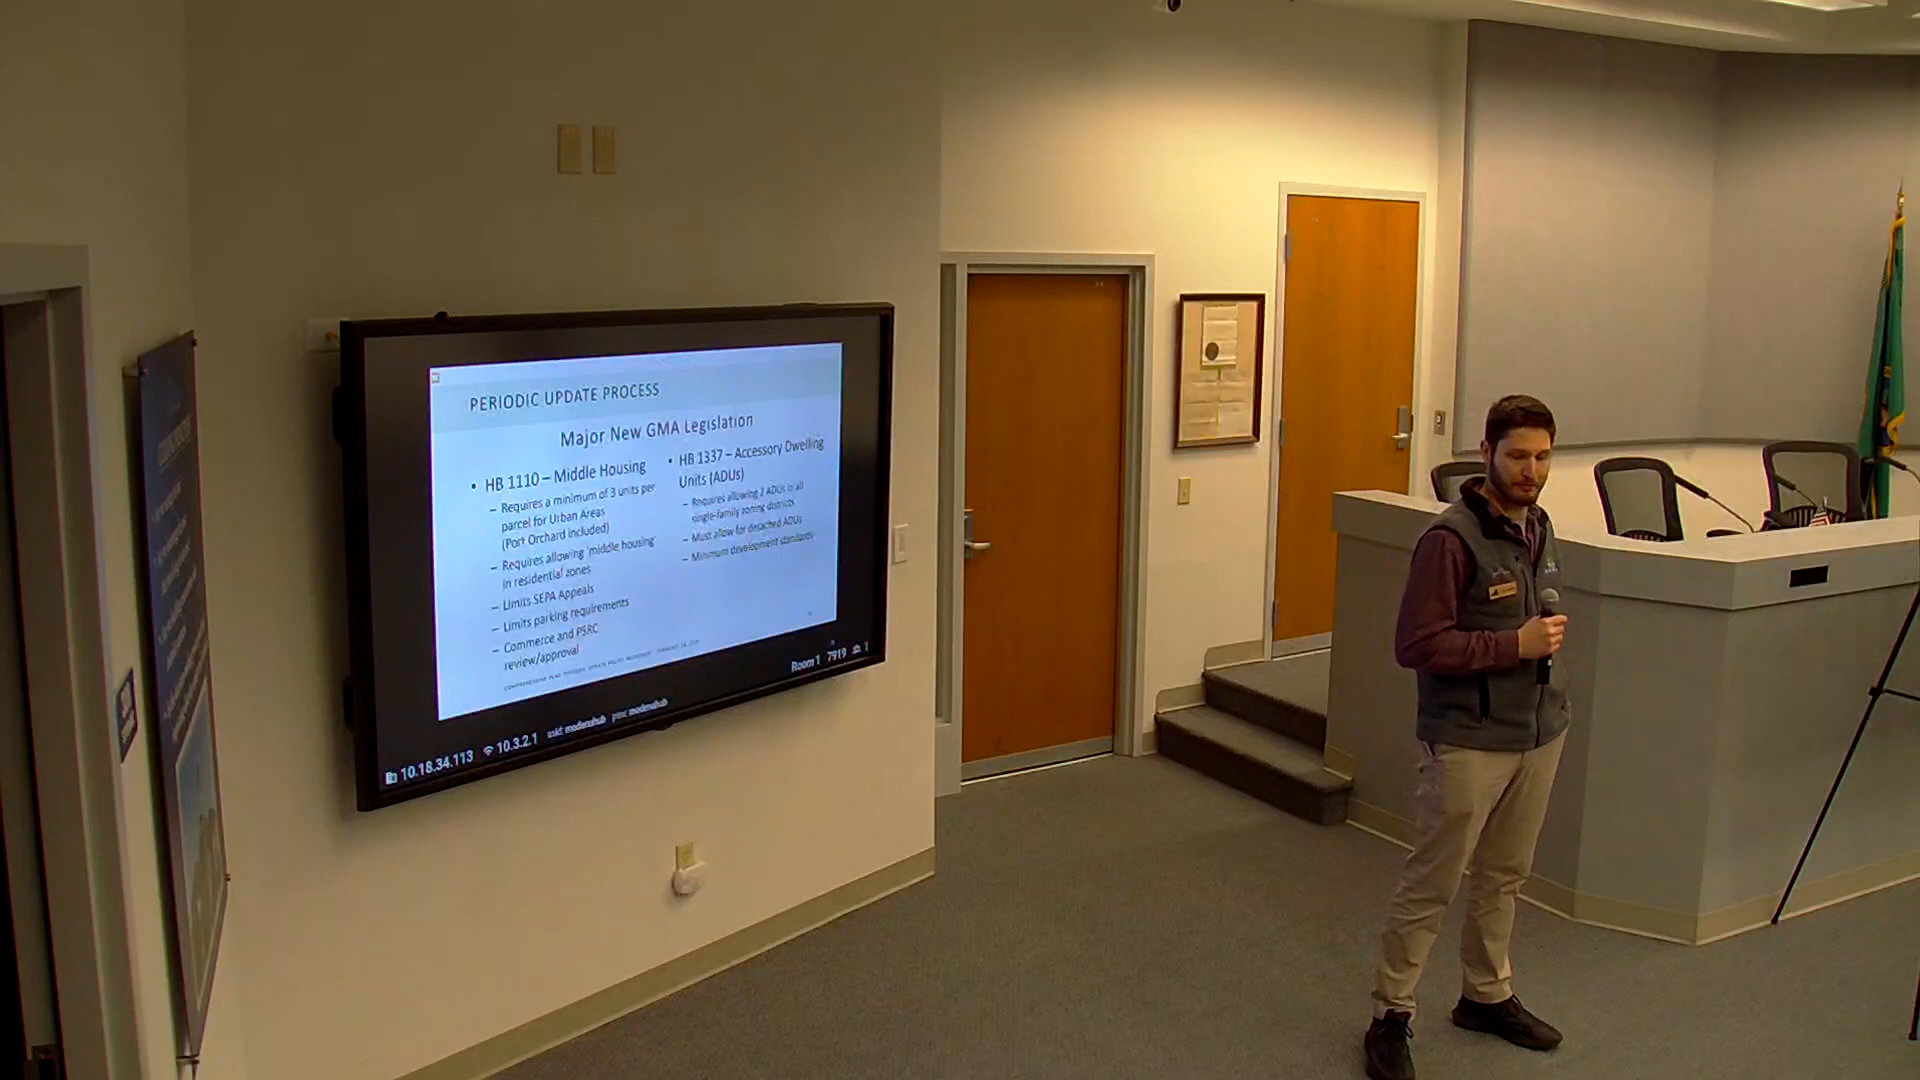 PERIODIC UPDATE PROCESS
Major New GMA Legislation
• HB 1110 – Middle Housing
– Requires a minimum of 3 units per
parcel for Urban Areas
(Port Orchard included)
– Requires allowing 'middle housing'
in residential zones
– Limits SEPA Appeals
– Limits parking requirements
– Commerce and PSRC
review/approval
• HB 1337 – Accessory Dwelling
Units (ADUs)
– Requires allowing 2 ADUs in all
single-family zoning districts
– Must allow for detached ADUs
– Minimum development standards
10.18.34.113 10.3.2.1
Room 1 7919 1